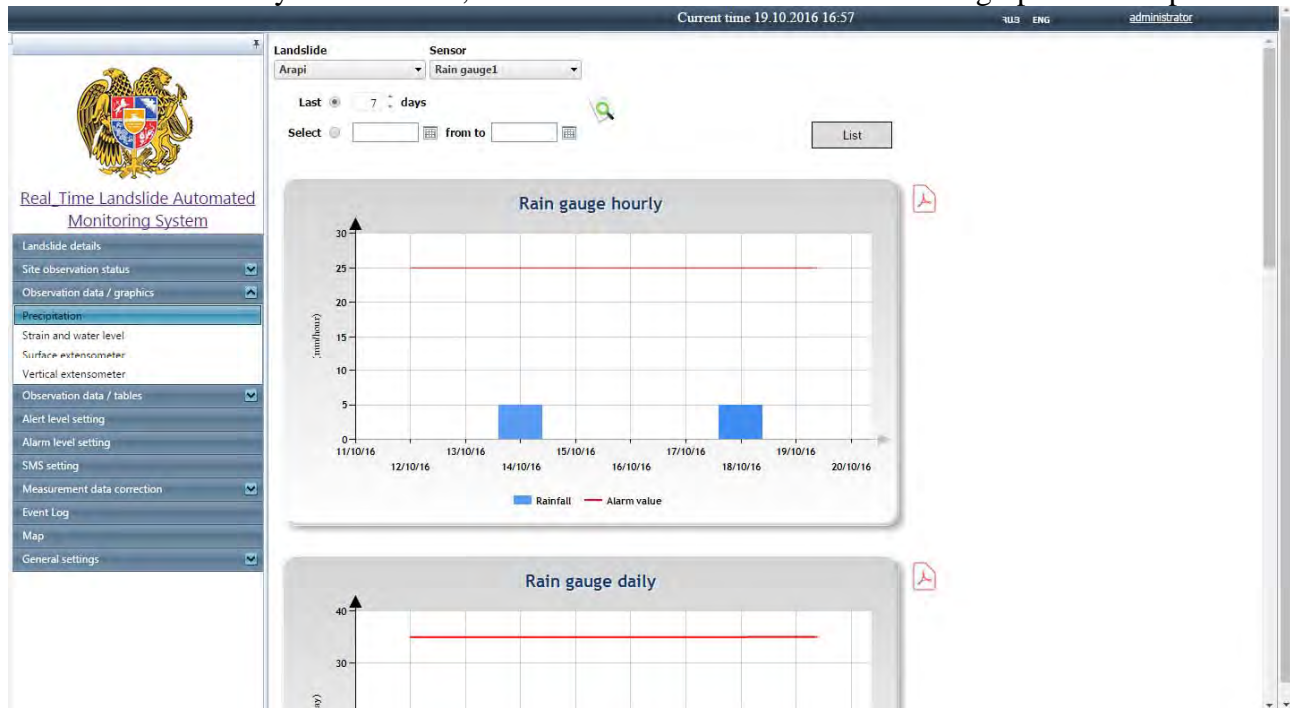 Current time 19.10.2016 16:57
ՀԱՅ ENG
administrator
Landslide Sensor
Arapi Rain gauge1
Last 7 days
Select from to
List
Real_Time Landslide Automated
Monitoring System
Landslide details
Site observation status
Observation data / graphics
Precipitation
Strain and water level
Surface extensometer
Vertical extensometer
Observation data / tables
Alert level setting
Alarm level setting
SMS setting
Measurement data correction
Event Log
Map
General settings
Rain gauge hourly
30
25
20
15
10
5
0
(mm/hour)
11/10/16 13/10/16 15/10/16 17/10/16 19/10/16
12/10/16 14/10/16 16/10/16 18/10/16 20/10/16
Rainfall Alarm value
Rain gauge daily
40
30